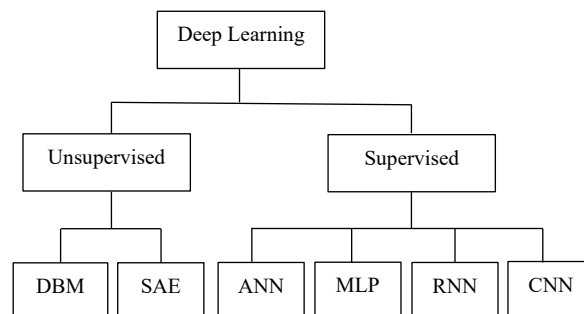 Deep Learning
Unsupervised
Supervised
DBM
SAE
ANN
MLP
RNN
CNN